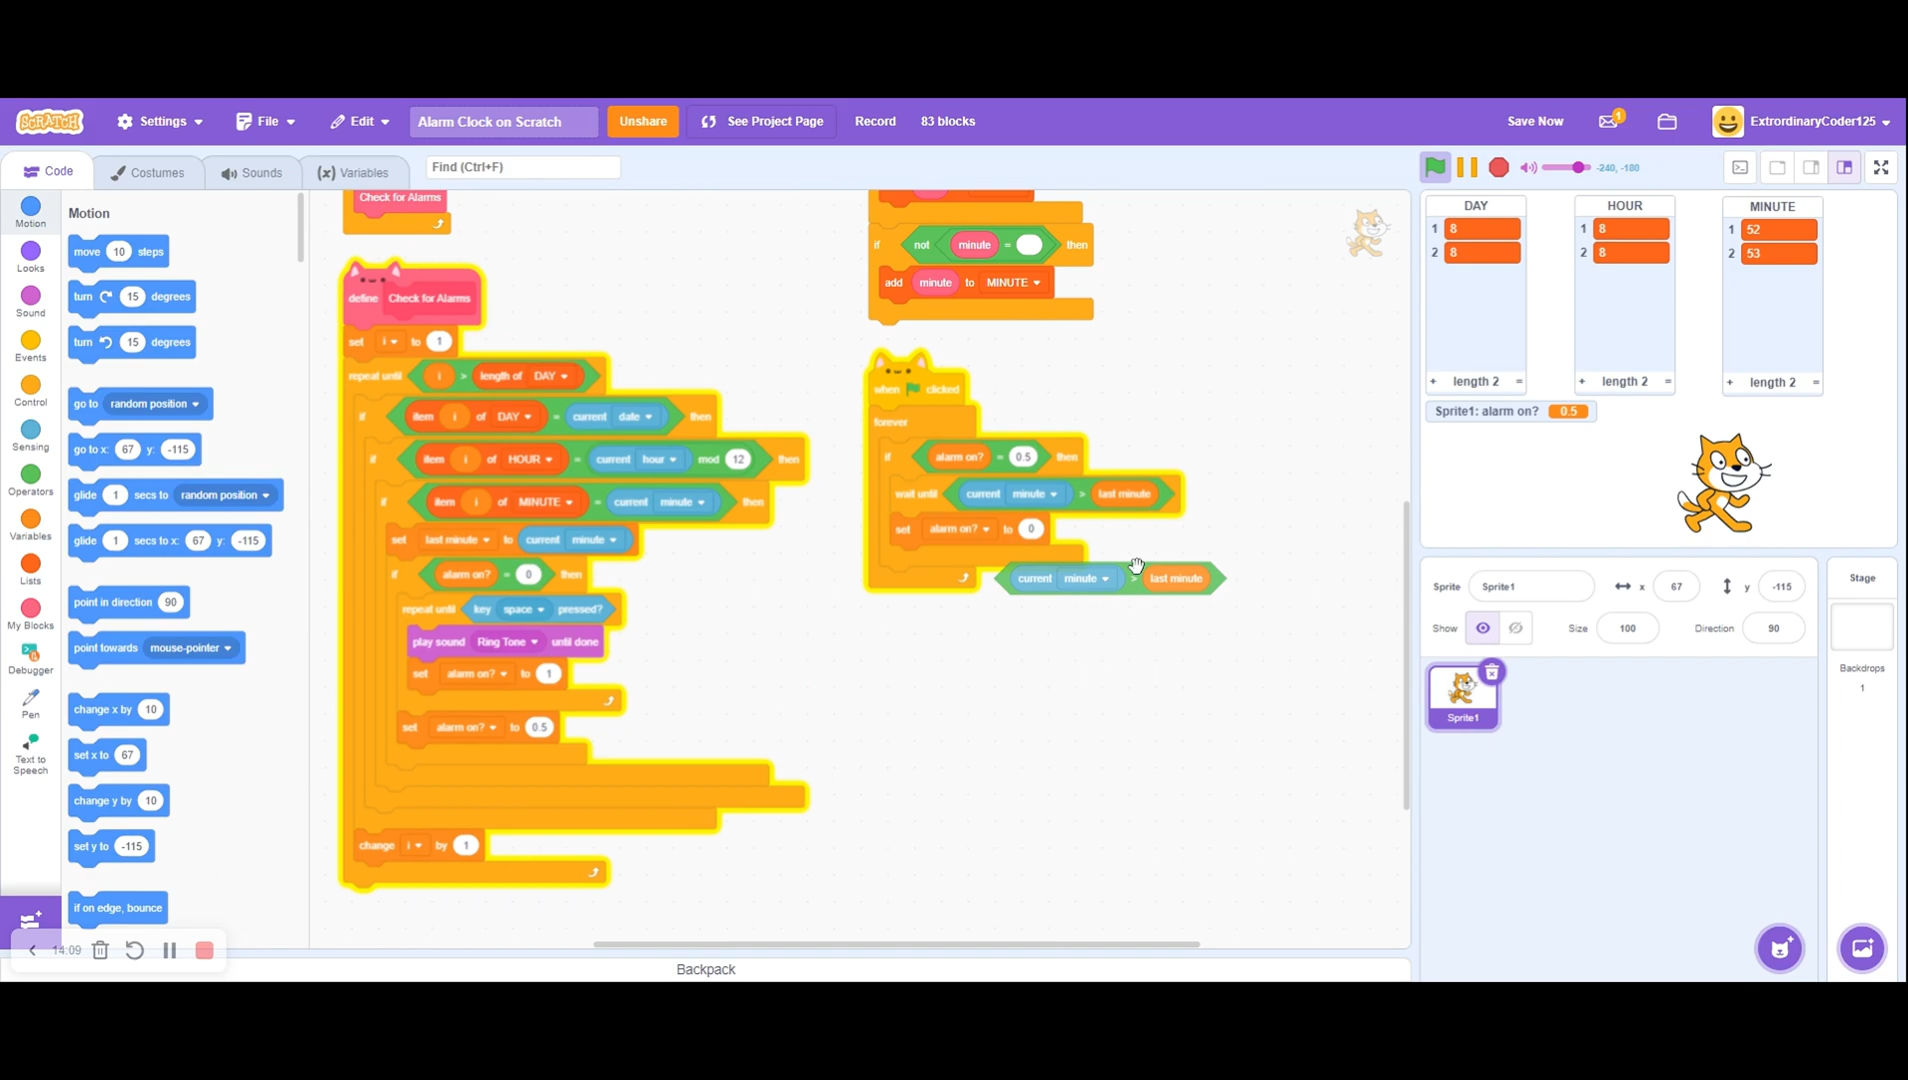 SCRATCH Settings File Edit Alarm Clock on Scratch Unshare See Project Page Record 83 blocks Save Now 1 ExtrordinaryCoder125
Code Costumes Sounds (x) Variables Find (Ctrl+F) -240, -180
Motion
Looks
Sound
Events
Control
Sensing
Operators
Variables
Lists
My Blocks
Debugger
Pen
Text to
Speech
Motion
move 10 steps
turn 15 degrees
turn 15 degrees
go to random position
go to x: 67 y: -115
glide 1 secs to random position
glide 1 secs to x: 67 y: -115
point in direction 90
point towards mouse-pointer
change x by 10
set x to 67
change y by 10
set y to -115
if on edge, bounce
14:09
Check for Alarms
define Check for Alarms
set i to 1
repeat until i > length of DAY
if item i of DAY = current date then
if item i of HOUR = current hour mod 12 then
if item i of MINUTE = current minute then
set last minute to current minute
if alarm on? = 0 then
repeat until key space pressed?
play sound Ring Tone until done
set alarm on? to 1
set alarm on? to 0.5
change i by 1
if not minute = then
add minute to MINUTE
when clicked
forever
if alarm on? = 0.5 then
wait until current minute > last minute
set alarm on? to 0
current minute > last minute
Backpack
DAY HOUR MINUTE
1 8 1 8 1 52
2 8 2 8 2 53
+ length 2 = + length 2 = + length 2 =
Sprite1: alarm on? 0.5
Sprite Sprite1 x 67 y -115
Show Size 100 Direction 90
Sprite1
Stage
Backdrops
1